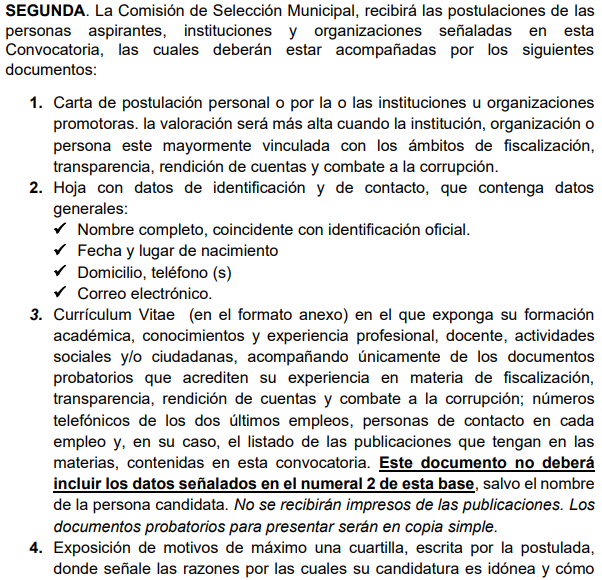 SEGUNDA. La Comisión de Selección Municipal, recibirá las postulaciones de las
personas aspirantes, instituciones y organizaciones señaladas en esta
Convocatoria, las cuales deberán estar acompañadas por los siguientes
documentos:
1. Carta de postulación personal o por la o las instituciones u organizaciones
promotoras. la valoración será más alta cuando la institución, organización o
persona este mayormente vinculada con los ámbitos de fiscalización,
transparencia, rendición de cuentas y combate a la corrupción.
2. Hoja con datos de identificación y de contacto, que contenga datos
generales:
✓ Nombre completo, coincidente con identificación oficial.
✓ Fecha y lugar de nacimiento
✓ Domicilio, teléfono (s)
✓ Correo electrónico.
3. Currículum Vitae (en el formato anexo) en el que exponga su formación
académica, conocimientos y experiencia profesional, docente, actividades
sociales y/o ciudadanas, acompañando únicamente de los documentos
probatorios que acrediten su experiencia en materia de fiscalización,
transparencia, rendición de cuentas y combate a la corrupción; números
telefónicos de los dos últimos empleos, personas de contacto en cada
empleo y, en su caso, el listado de las publicaciones que tengan en las
materias, contenidas en esta convocatoria. Este documento no deberá
incluir los datos señalados en el numeral 2 de esta base, salvo el nombre
de la persona candidata. No se recibirán impresos de las publicaciones. Los
documentos probatorios para presentar serán en copia simple.
4. Exposición de motivos de máximo una cuartilla, escrita por la postulada,
donde señale las razones por las cuales su candidatura es idónea y cómo